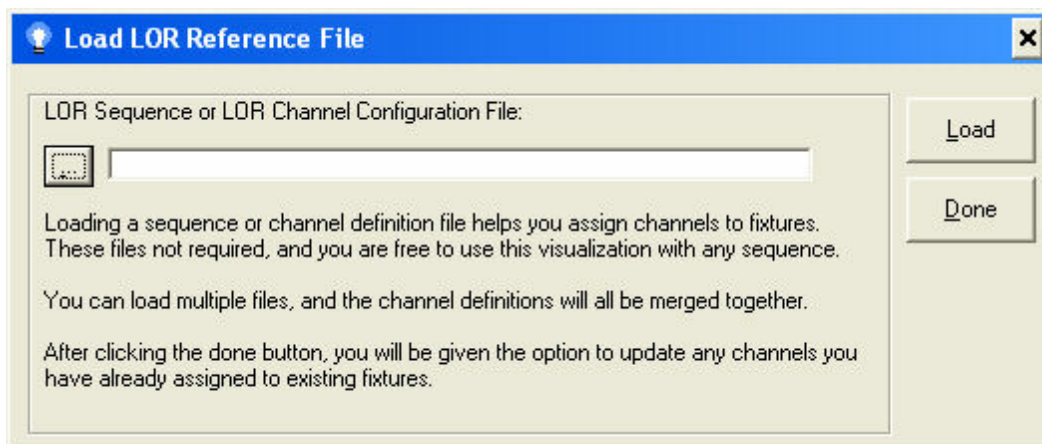 Load LOR Reference File
LOR Sequence or LOR Channel Configuration File:
...
Loading a sequence or channel definition file helps you assign channels to fixtures.
These files not required, and you are free to use this visualization with any sequence.
You can load multiple files, and the channel definitions will all be merged together.
After clicking the done button, you will be given the option to update any channels you
have already assigned to existing fixtures.
Load
Done